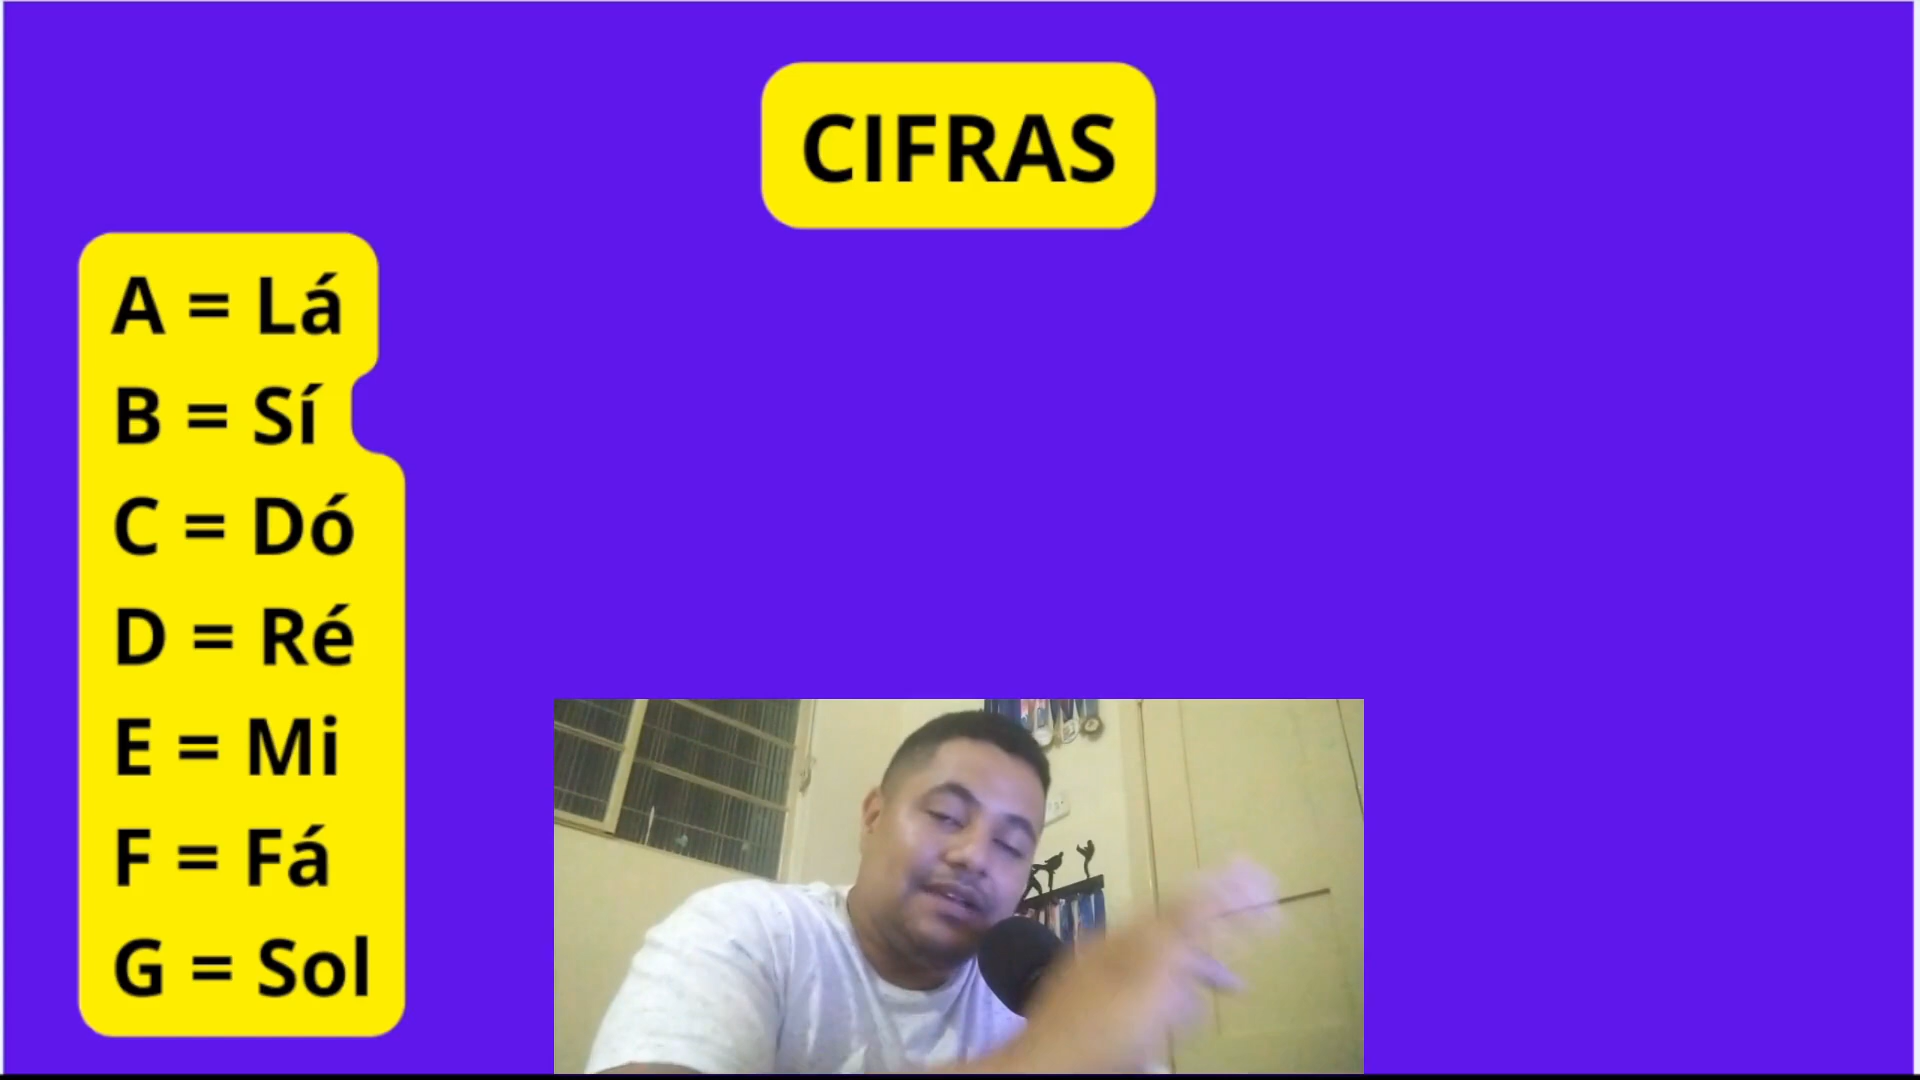 CIFRAS
A = Lá
B = Sí
C = Dó
D = Ré
E = Mi
F = Fá
G = Sol